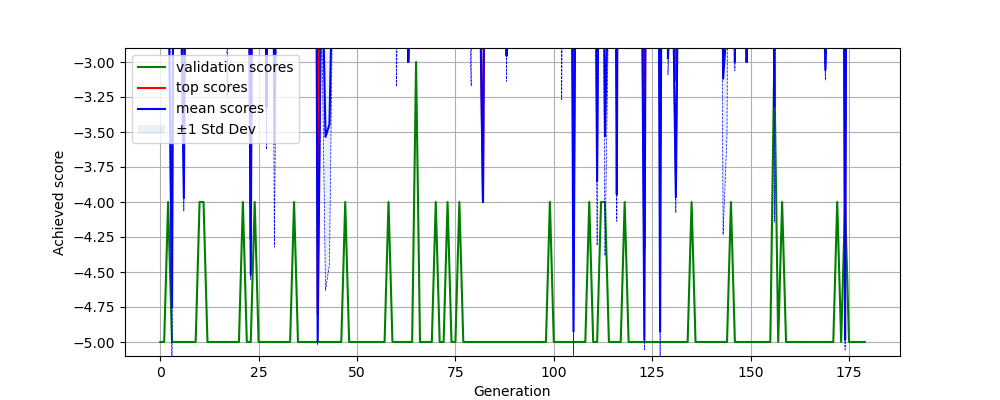 −3.00
−3.25
−3.50
−3.75
−4.00
−4.25
−4.50
−4.75
−5.00
Achieved score
validation scores
top scores
mean scores
±1 Std Dev
0
25
50
75
100
125
150
175
Generation